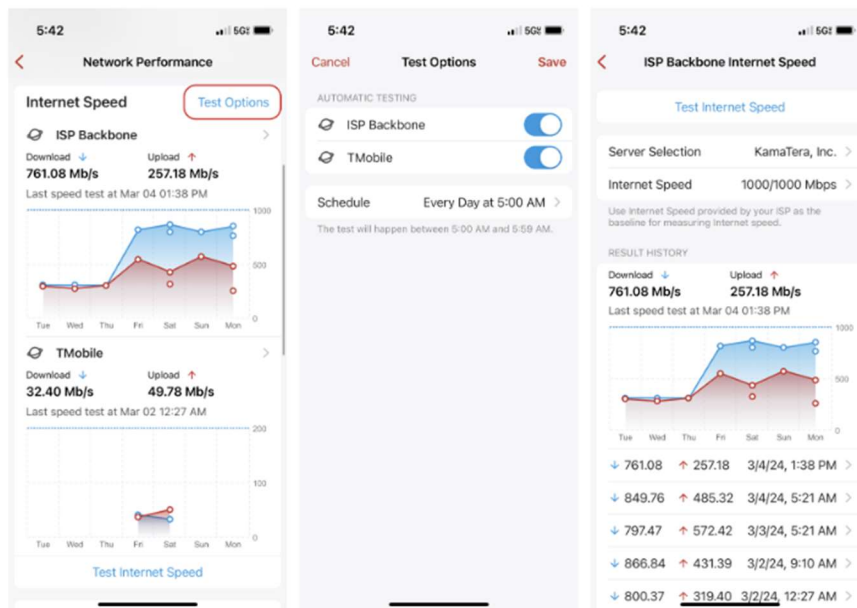 5:42
5G
Network Performance
Internet Speed
Test Options
ISP Backbone
Download ↓ Upload ↑
761.08 Mb/s 257.18 Mb/s
Last speed test at Mar 04 01:38 PM
1000
500
0
Tue Wed Thu Fri Sat Sun Mon
TMobile
Download ↓ Upload ↑
32.40 Mb/s 49.78 Mb/s
Last speed test at Mar 02 12:27 AM
200
100
0
Tue Wed Thu Fri Sat Sun Mon
Test Internet Speed
5:42
5G
Cancel Test Options Save
AUTOMATIC TESTING
ISP Backbone
TMobile
Schedule Every Day at 5:00 AM
The test will happen between 5:00 AM and 5:59 AM.
5:42
5G
ISP Backbone Internet Speed
Test Internet Speed
Server Selection KamaTera, Inc.
Internet Speed 1000/1000 Mbps
Use Internet Speed provided by your ISP as the
baseline for measuring internet speed.
RESULT HISTORY
Download ↓ Upload ↑
761.08 Mb/s 257.18 Mb/s
Last speed test at Mar 04 01:38 PM
1000
500
0
Tue Wed Thu Fri Sat Sun Mon
↓ 761.08 ↑ 257.18 3/4/24, 1:38 PM
↓ 849.76 ↑ 485.32 3/4/24, 5:21 AM
↓ 797.47 ↑ 572.42 3/3/24, 5:21 AM
↓ 866.84 ↑ 431.39 3/2/24, 9:10 AM
↓ 800.37 ↑ 319.40 3/2/24, 12:27 AM